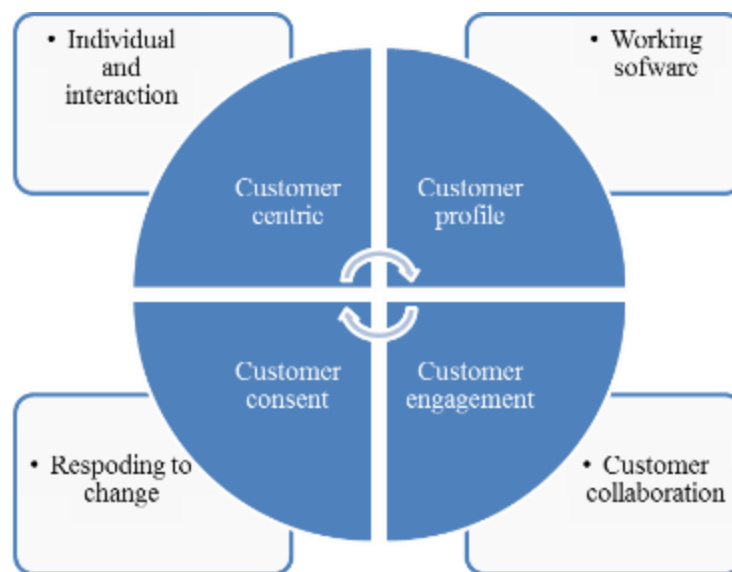 • Individual
and
interaction
• Working
sofware
Customer
centric
Customer
profile
Customer
consent
Customer
engagement
• Respoding to
change
• Customer
collaboration